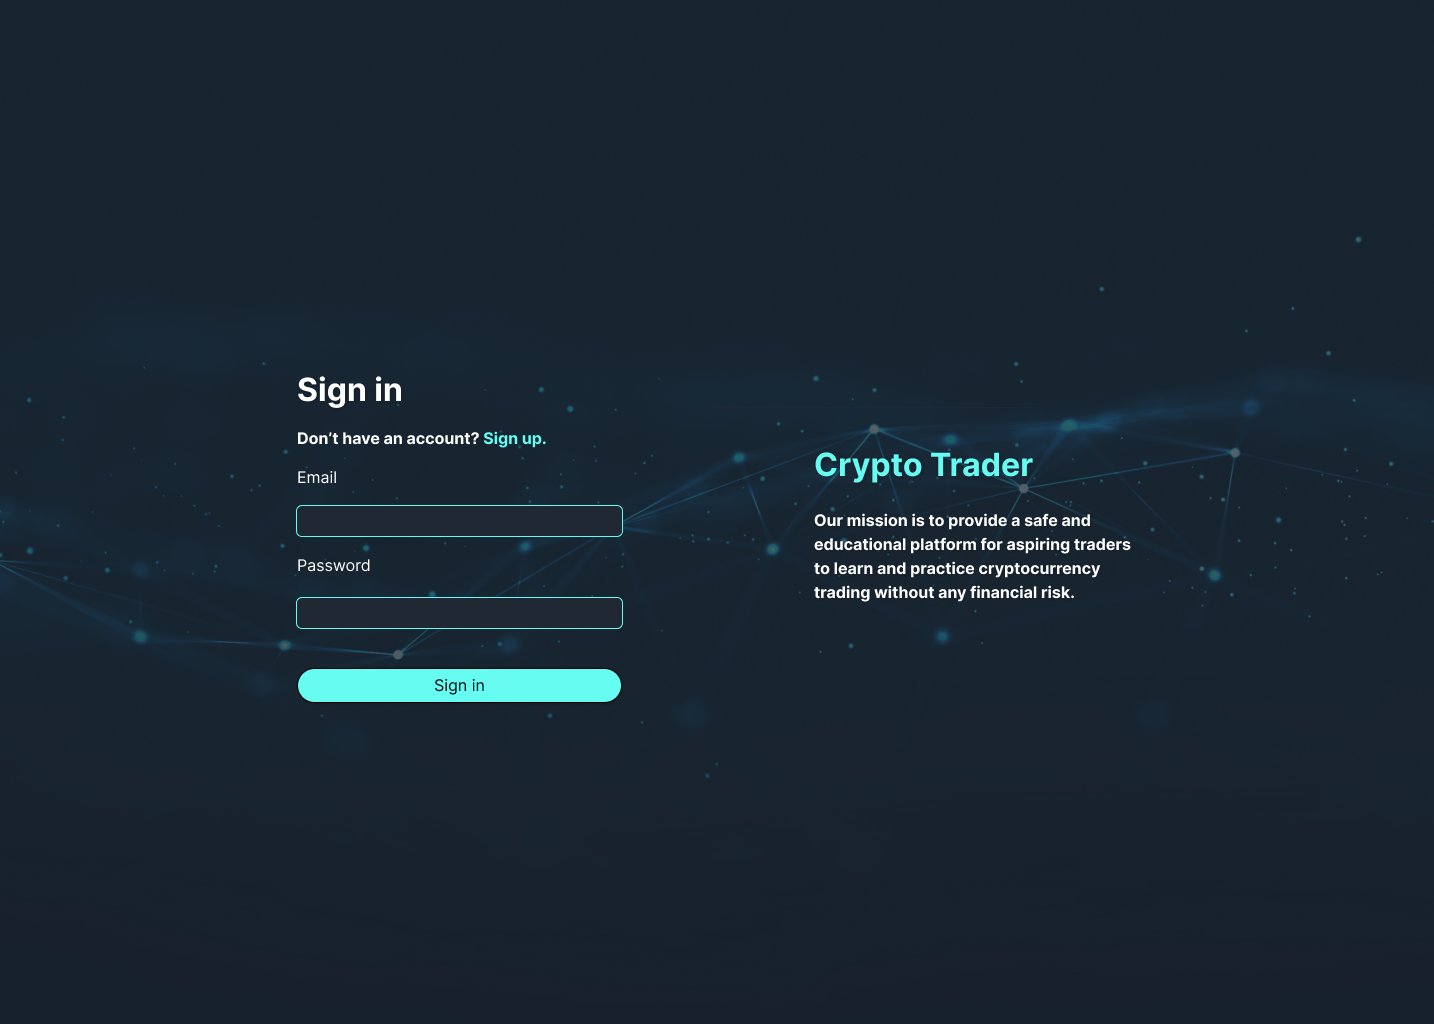 Sign in
Don’t have an account? Sign up.
Email
Password
Sign in
Crypto Trader
Our mission is to provide a safe and
educational platform for aspiring traders
to learn and practice cryptocurrency
trading without any financial risk.